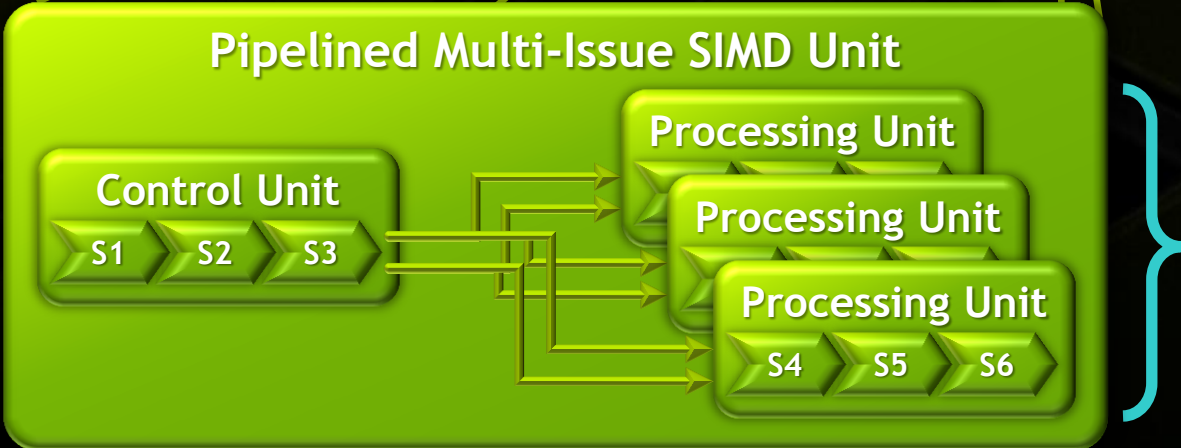 Pipelined Multi-Issue SIMD Unit
Control Unit
S1 S2 S3
Processing Unit
Processing Unit
Processing Unit
S4 S5 S6